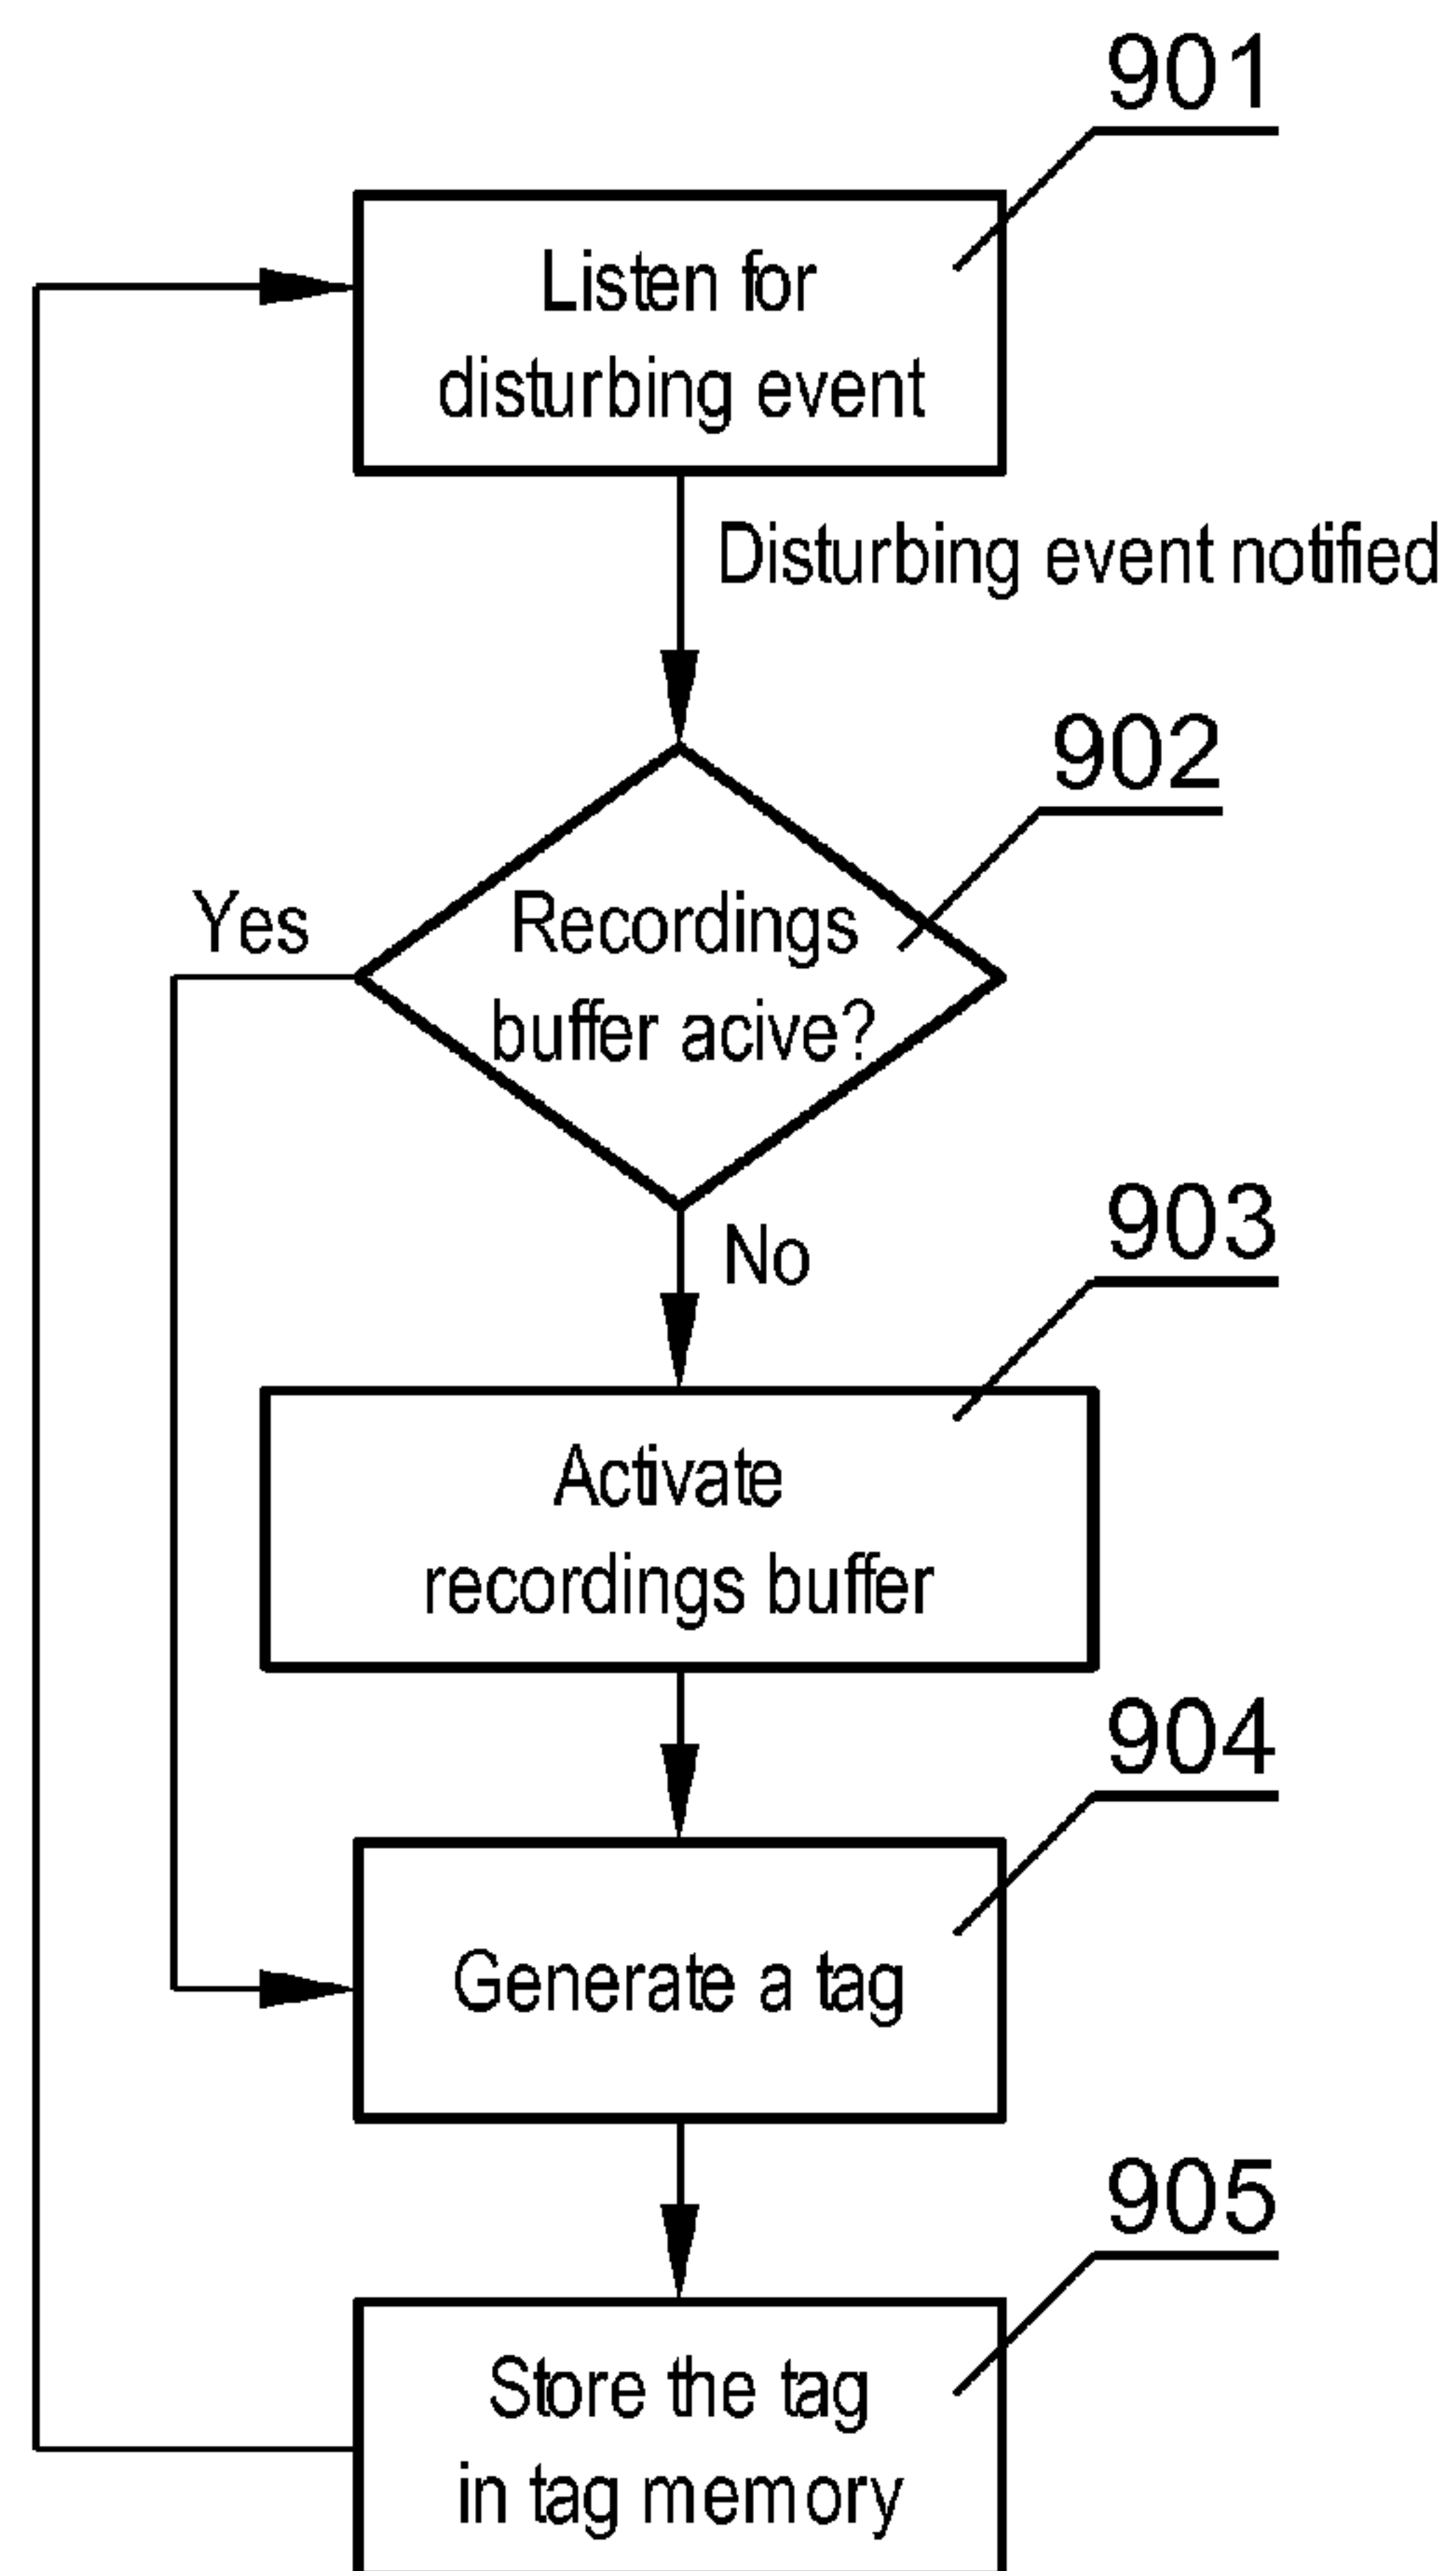 901
Listen for
disturbing event
Disturbing event notified
902
Yes
Recordings
buffer acive?
No
903
Activate
recordings buffer
904
Generate a tag
905
Store the tag
in tag memory